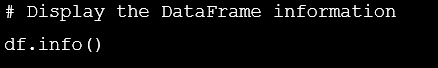 # Display the DataFrame information
df.info()